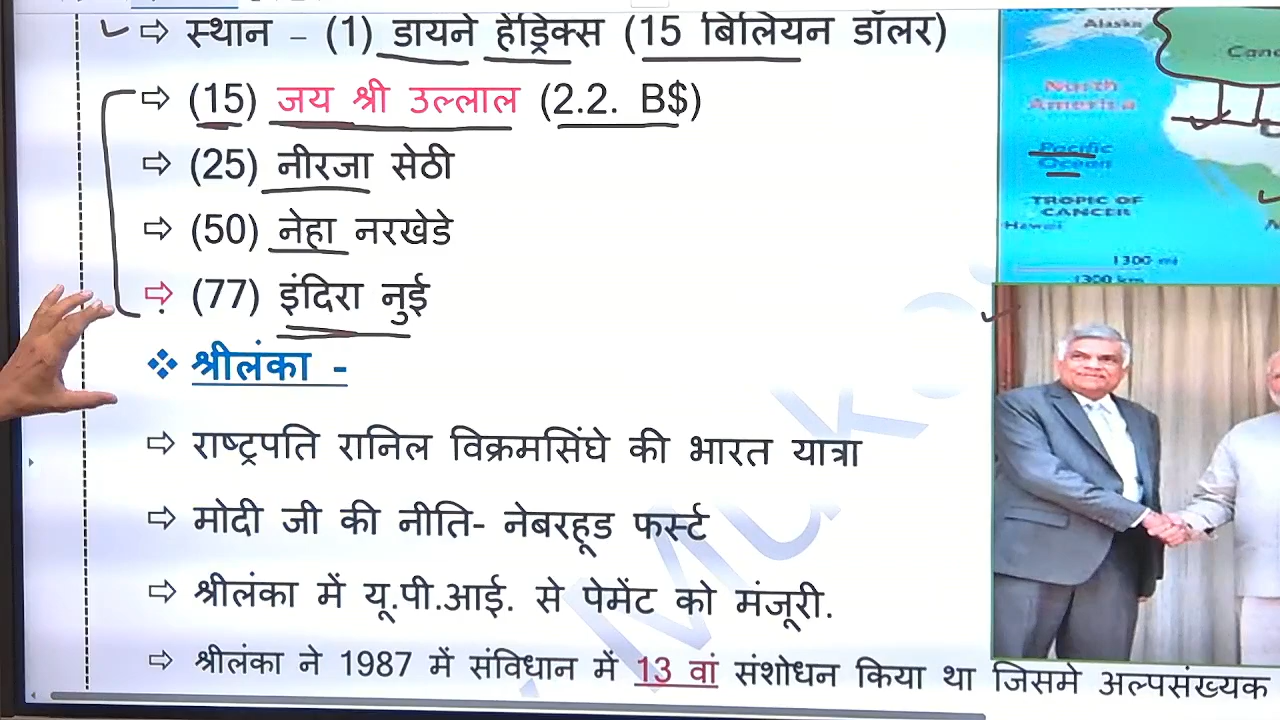 स्थान – (1) डायने हेंड्रिक्स (15 बिलियन डॉलर)
(15) जय श्री उल्लाल (2.2. B$)
(25) नीरजा सेठी
(50) नेहा नरखेडे
(77) इंदिरा नुई
श्रीलंका -
राष्ट्रपति रानिल विक्रमसिंघे की भारत यात्रा
मोदी जी की नीति- नेबरहूड फर्स्ट
श्रीलंका में यू.पी.आई. से पेमेंट को मंजूरी.
श्रीलंका ने 1987 में संविधान में 13 वां संशोधन किया था जिसमे अल्पसंख्यक
Alaska
North
America
Pacific
Ocean
TROPIC OF
CANCER
Hawaii
1300 mi
1300 km